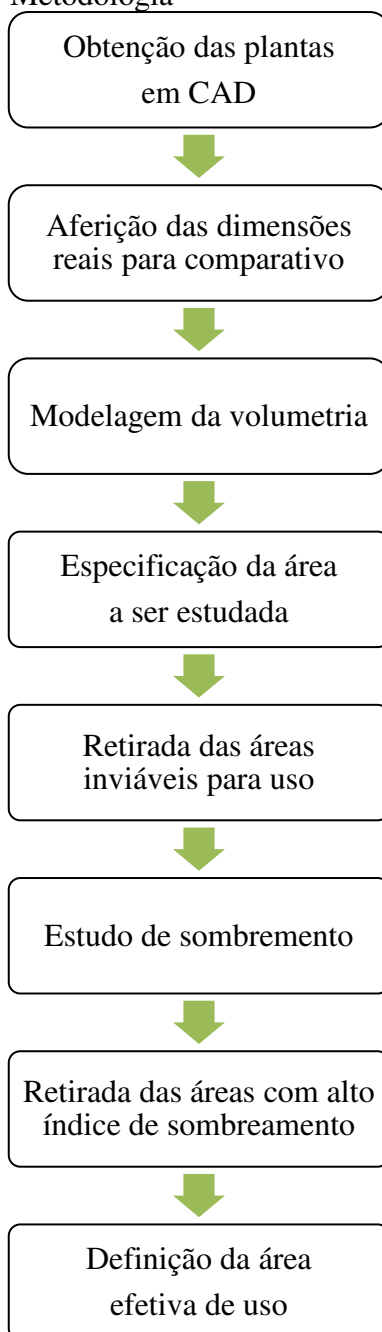 Metodologia
Obtenção das plantas
em CAD
Aferição das dimensões
reais para comparativo
Modelagem da volumetria
Especificação da área
a ser estudada
Retirada das áreas
inviáveis para uso
Estudo de sombremento
Retirada das áreas com alto
índice de sombreamento
Definição da área
efetiva de uso